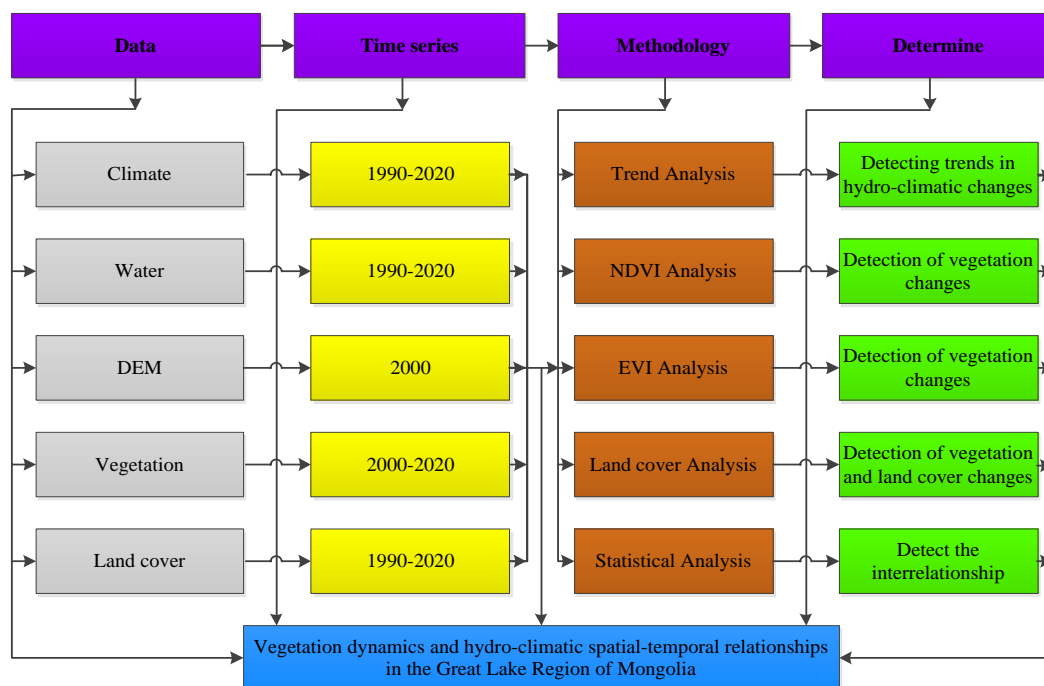 Data
Time series
Methodology
Determine
Climate
1990-2020
Trend Analysis
Detecting trends in
hydro-climatic changes
Water
1990-2020
NDVI Analysis
Detection of vegetation
changes
DEM
2000
EVI Analysis
Detection of vegetation
changes
Vegetation
2000-2020
Land cover Analysis
Detection of vegetation
and land cover changes
Land cover
1990-2020
Statistical Analysis
Detect the
interrelationship
Vegetation dynamics and hydro-climatic spatial-temporal relationships
in the Great Lake Region of Mongolia